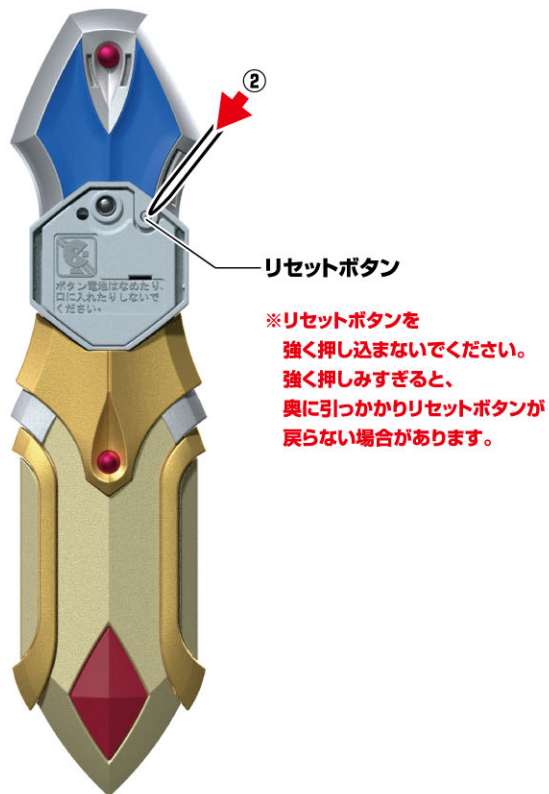 ②
リセットボタン
※リセットボタンを
強く押し込まないでください。
強く押しみすぎると、
奥に引っかかりリセットボタンが
戻らない場合があります。
ボタン電池はなめたり、
口に入れたりしないで
ください。